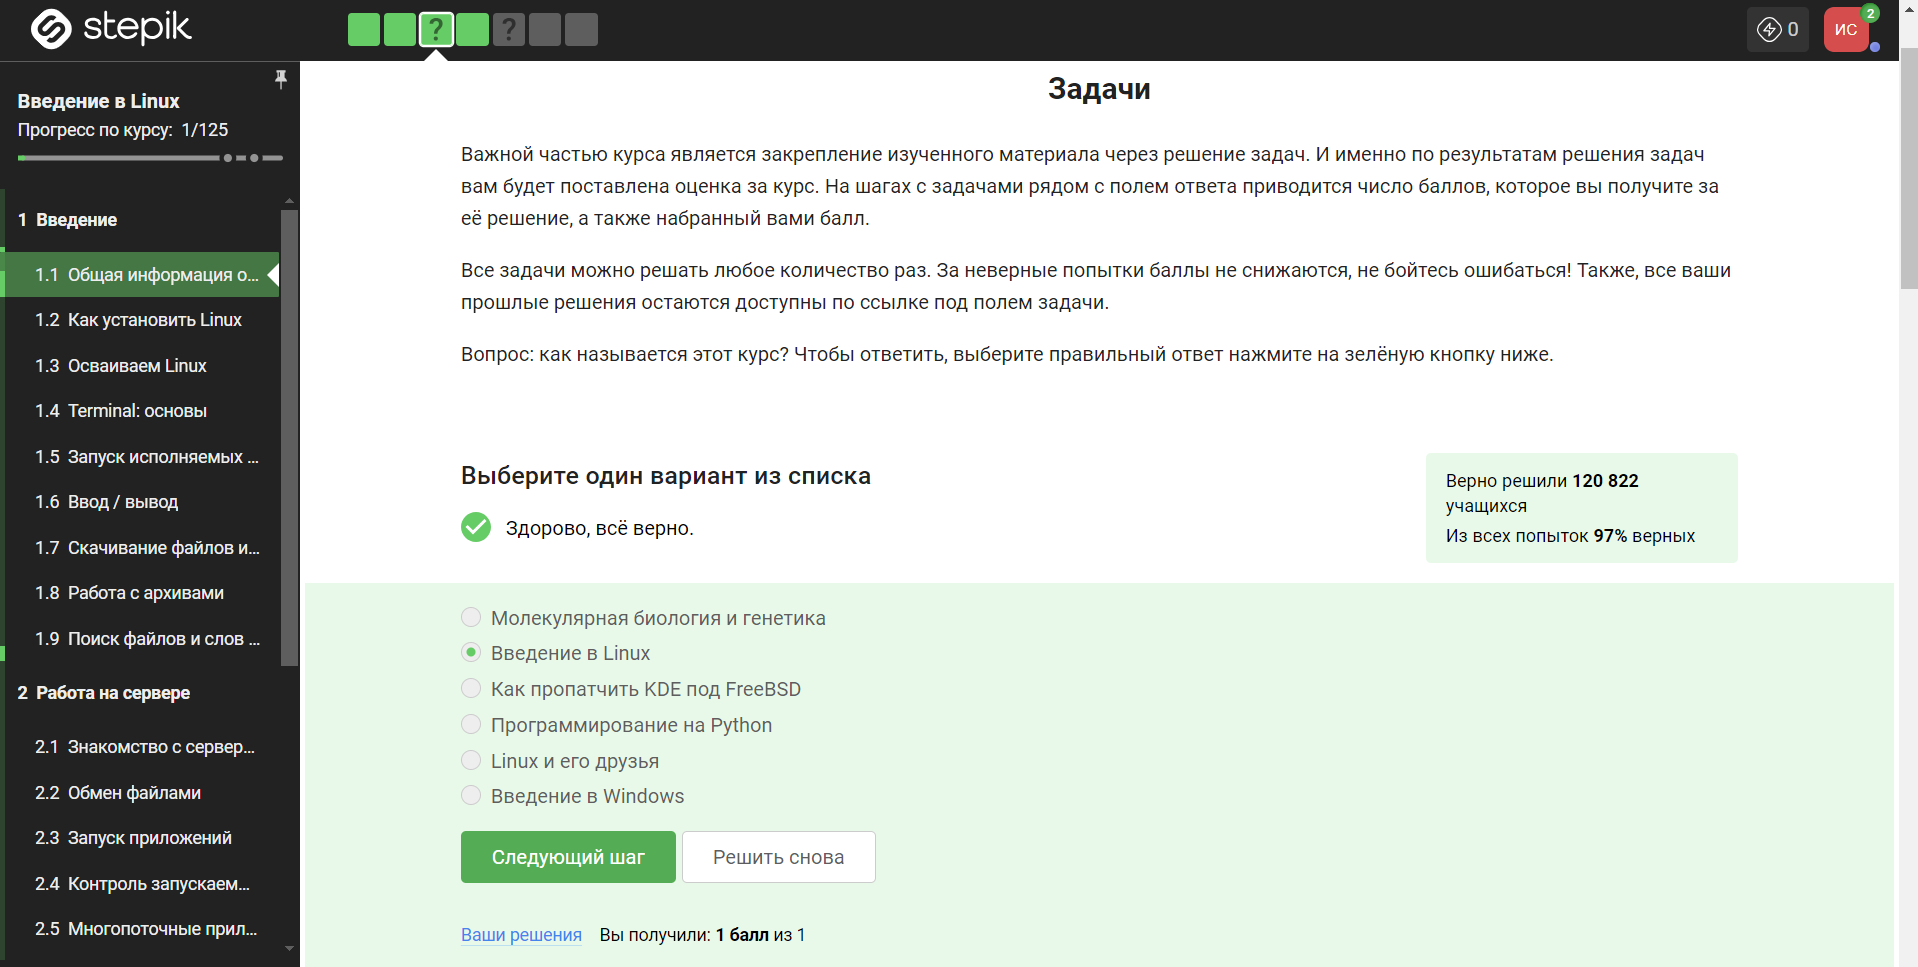 stepik
?
?
0
ИС
2
Введение в Linux
Прогресс по курсу: 1/125
1 Введение
1.1 Общая информация о...
1.2 Как установить Linux
1.3 Осваиваем Linux
1.4 Terminal: основы
1.5 Запуск исполняемых ...
1.6 Ввод / вывод
1.7 Скачивание файлов и...
1.8 Работа с архивами
1.9 Поиск файлов и слов ...
2 Работа на сервере
2.1 Знакомство с сервер...
2.2 Обмен файлами
2.3 Запуск приложений
2.4 Контроль запускаем...
2.5 Многопоточные прил...
Задачи
Важной частью курса является закрепление изученного материала через решение задач. И именно по результатам решения задач
вам будет поставлена оценка за курс. На шагах с задачами рядом с полем ответа приводится число баллов, которое вы получите за
её решение, а также набранный вами балл.
Все задачи можно решать любое количество раз. За неверные попытки баллы не снижаются, не бойтесь ошибаться! Также, все ваши
прошлые решения остаются доступны по ссылке под полем задачи.
Вопрос: как называется этот курс? Чтобы ответить, выберите правильный ответ нажмите на зелёную кнопку ниже.
Выберите один вариант из списка
Здорово, всё верно.
Верно решили 120 822
учащихся
Из всех попыток 97% верных
Молекулярная биология и генетика
Введение в Linux
Как пропатчить KDE под FreeBSD
Программирование на Python
Linux и его друзья
Введение в Windows
Следующий шаг
Решить снова
Ваши решения
Вы получили: 1 балл из 1